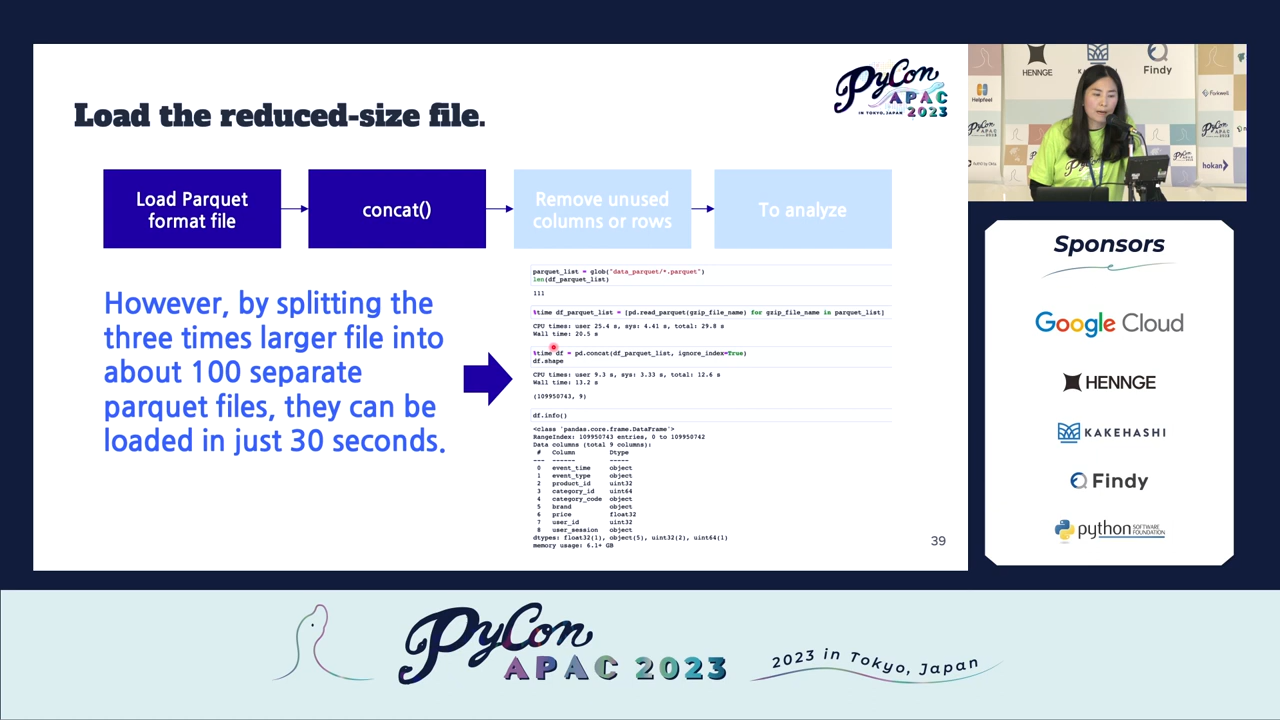 Load the reduced-size file.
PyCon
APAC
IN TOKYO, JAPAN 2023
Load Parquet
format file
concat()
Remove unused
columns or rows
To analyze
However, by splitting the
three times larger file into
about 100 separate
parquet files, they can be
loaded in just 30 seconds.
parquet_list = glob("data_parquet/*.parquet")
len(df_parquet_list)
111
%time df_parquet_list = [pd.read_parquet(gzip_file_name) for gzip_file_name in parquet_list]
CPU times: user 25.4 s, sys: 4.41 s, total: 29.8 s
Wall time: 20.5 s
%time df = pd.concat(df_parquet_list, ignore_index=True)
df.shape
CPU times: user 9.3 s, sys: 3.33 s, total: 12.6 s
Wall time: 13.2 s
(109950743, 9)
df.info()
<class 'pandas.core.frame.DataFrame'>
RangeIndex: 109950743 entries, 0 to 109950742
Data columns (total 9 columns):
# Column Dtype
--- ------ -----
0 event_time object
1 event_type object
2 product_id uint32
3 category_id uint64
4 category_code object
5 brand object
6 price float32
7 user_id uint32
8 user_session object
dtypes: float32(1), object(5), uint32(2), uint64(1)
memory usage: 6.1+ GB
39
HENNGE
Findy
Helpfeel
Forkwell
hokan
Sponsors
Google Cloud
HENNGE
KAKEHASHI
Findy
python SOFTWARE FOUNDATION
PyCon
APAC 2023
2023 in Tokyo, Japan